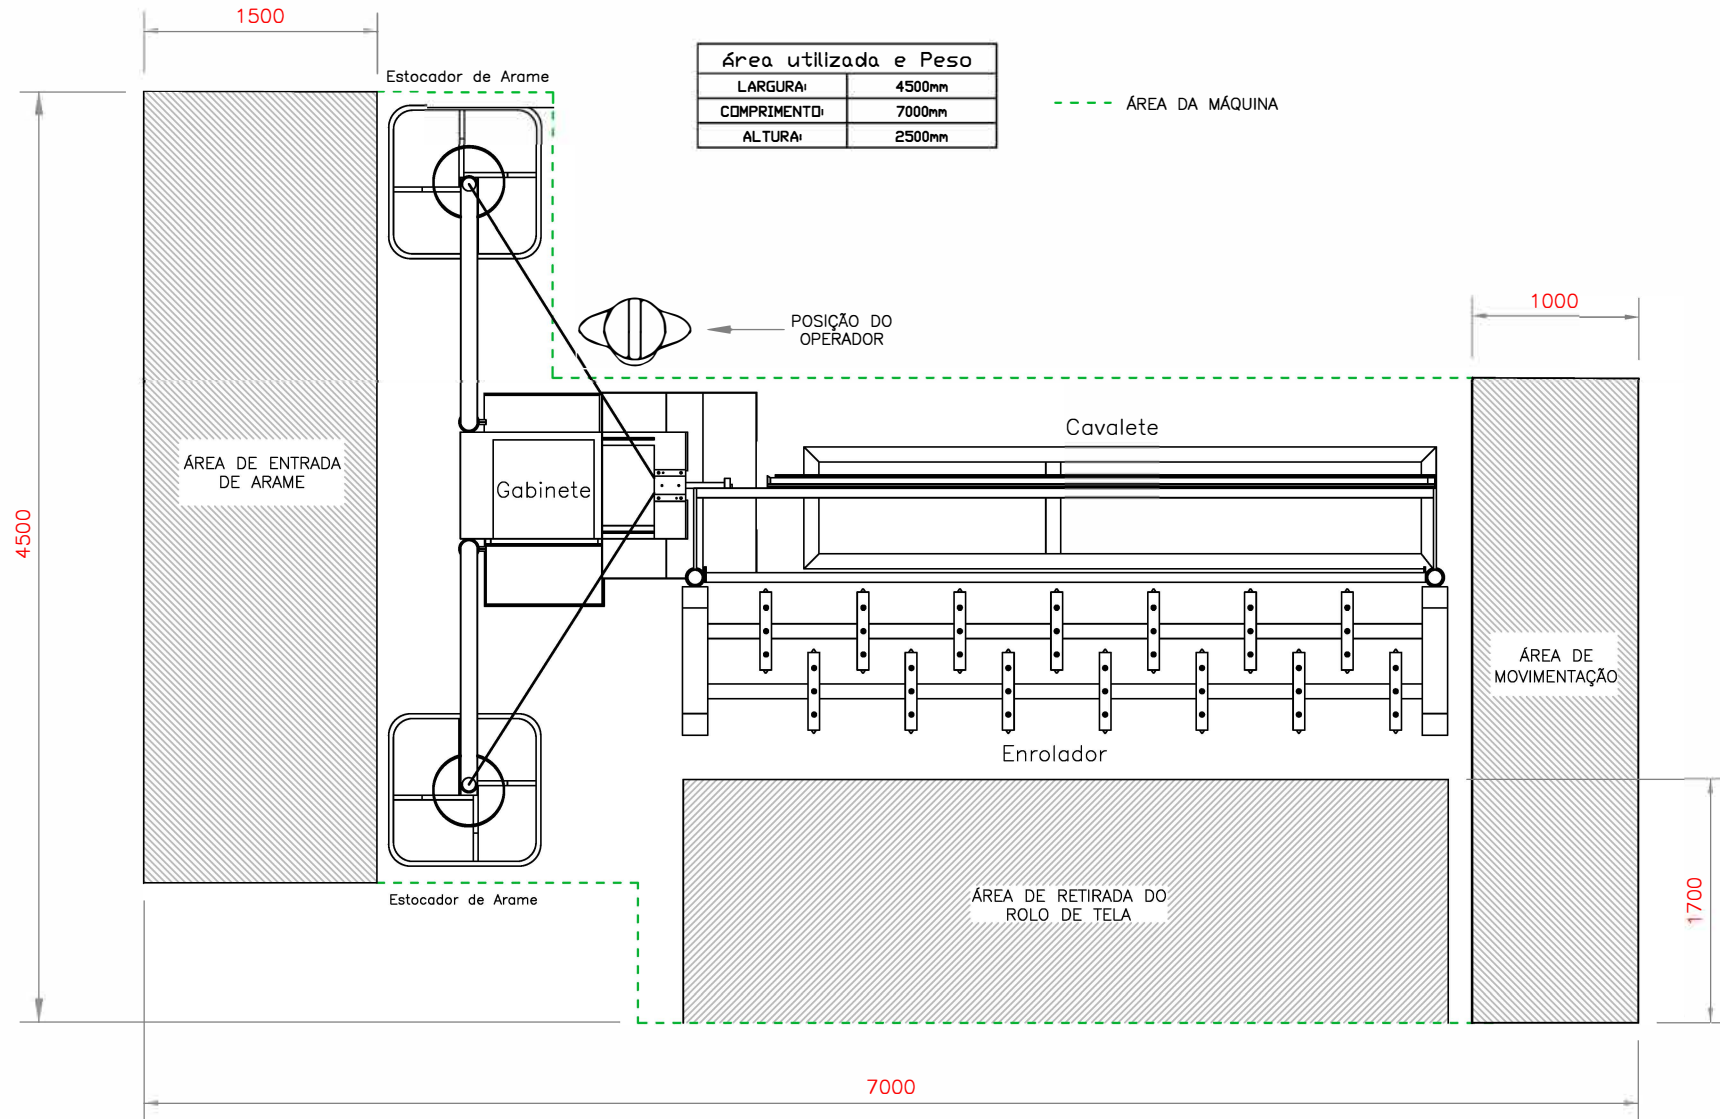 1500
Estocador de Arame
Área utilizada e Peso
LARGURA: 4500mm
COMPRIMENTO: 7000mm
ALTURA: 2500mm
ÁREA DA MÁQUINA
1000
POSIÇÃO DO
OPERADOR
Cavalete
ÁREA DE ENTRADA
DE ARAME
Gabinete
4500
ÁREA DE
MOVIMENTAÇÃO
Enrolador
Estocador de Arame
ÁREA DE RETIRADA DO
ROLO DE TELA
1700
7000